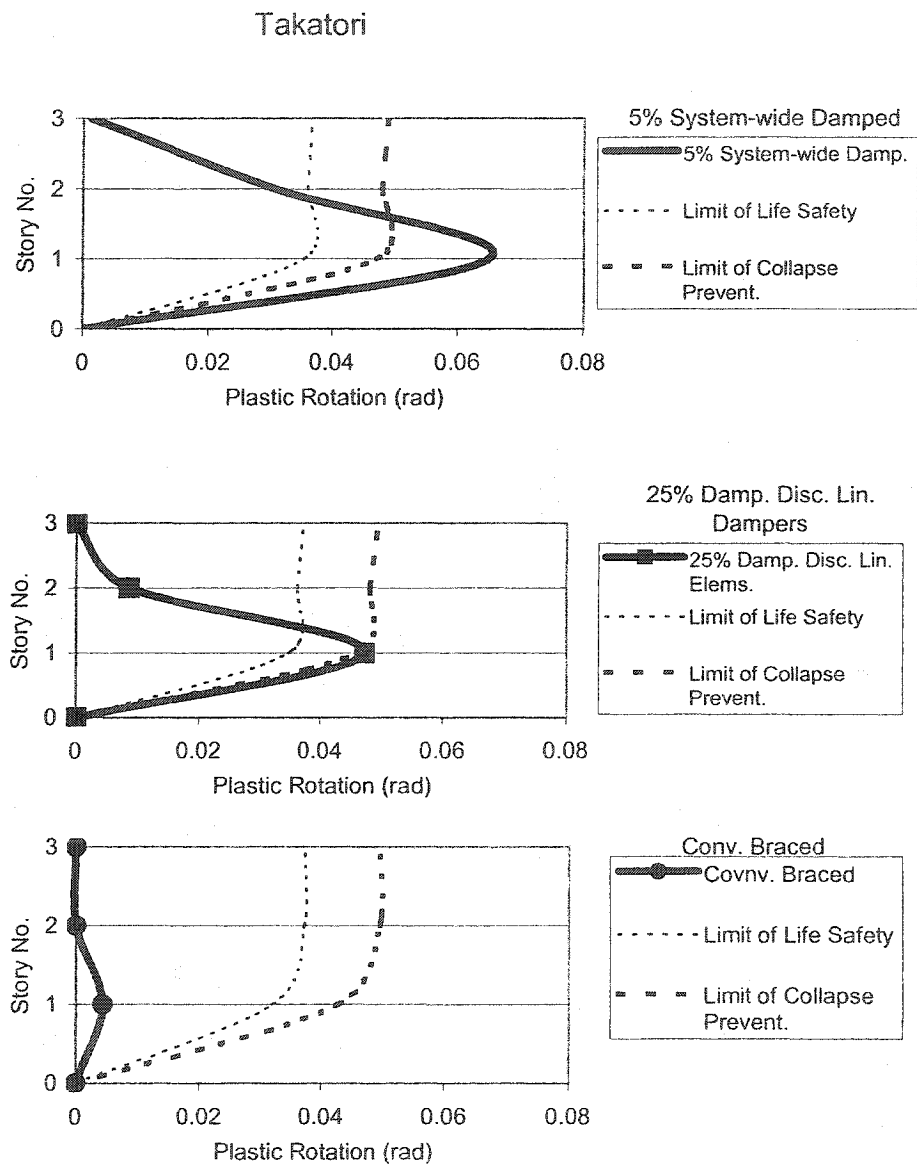 Takatori
5% System-wide Damped
3
2
1
0
Story No.
0 0.02 0.04 0.06 0.08
Plastic Rotation (rad)
5% System-wide Damp.
Limit of Life Safety
Limit of Collapse
Prevent.
25% Damp. Disc. Lin.
Dampers
3
2
1
0
Story No.
0 0.02 0.04 0.06 0.08
Plastic Rotation (rad)
25% Damp. Disc. Lin.
Elems.
Limit of Life Safety
Limit of Collapse
Prevent.
Conv. Braced
3
2
1
0
Story No.
0 0.02 0.04 0.06 0.08
Plastic Rotation (rad)
Covnv. Braced
Limit of Life Safety
Limit of Collapse
Prevent.